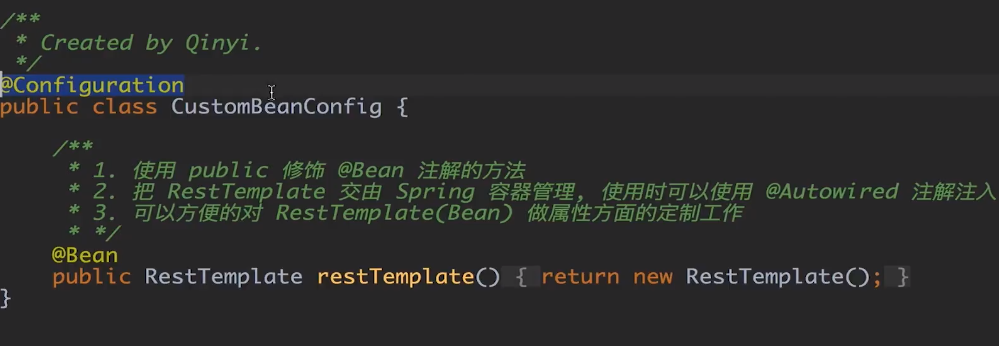 /**
 * Created by Qinyi.
 */
@Configuration
public class CustomBeanConfig {
    /**
     * 1. 使用 public 修饰 @Bean 注解的方法
     * 2. 把 RestTemplate 交由 Spring 容器管理, 使用时可以使用 @Autowired 注解注入
     * 3. 可以方便的对 RestTemplate(Bean) 做属性方面的定制工作
     * */
    @Bean
    public RestTemplate restTemplate() { return new RestTemplate(); }
}